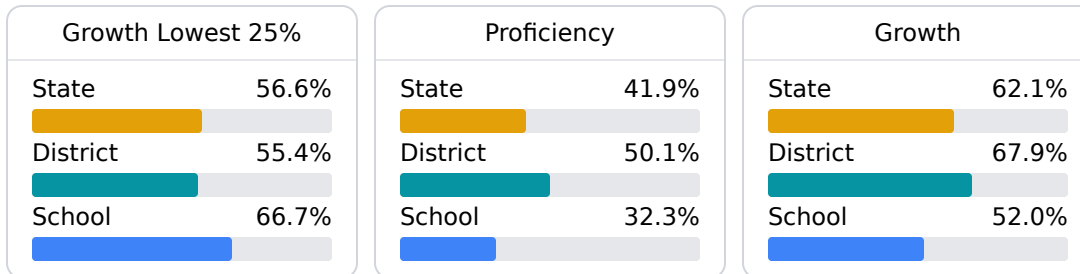 Growth Lowest 25%
State 56.6%
District 55.4%
School 66.7%
Proficiency
State 41.9%
District 50.1%
School 32.3%
Growth
State 62.1%
District 67.9%
School 52.0%